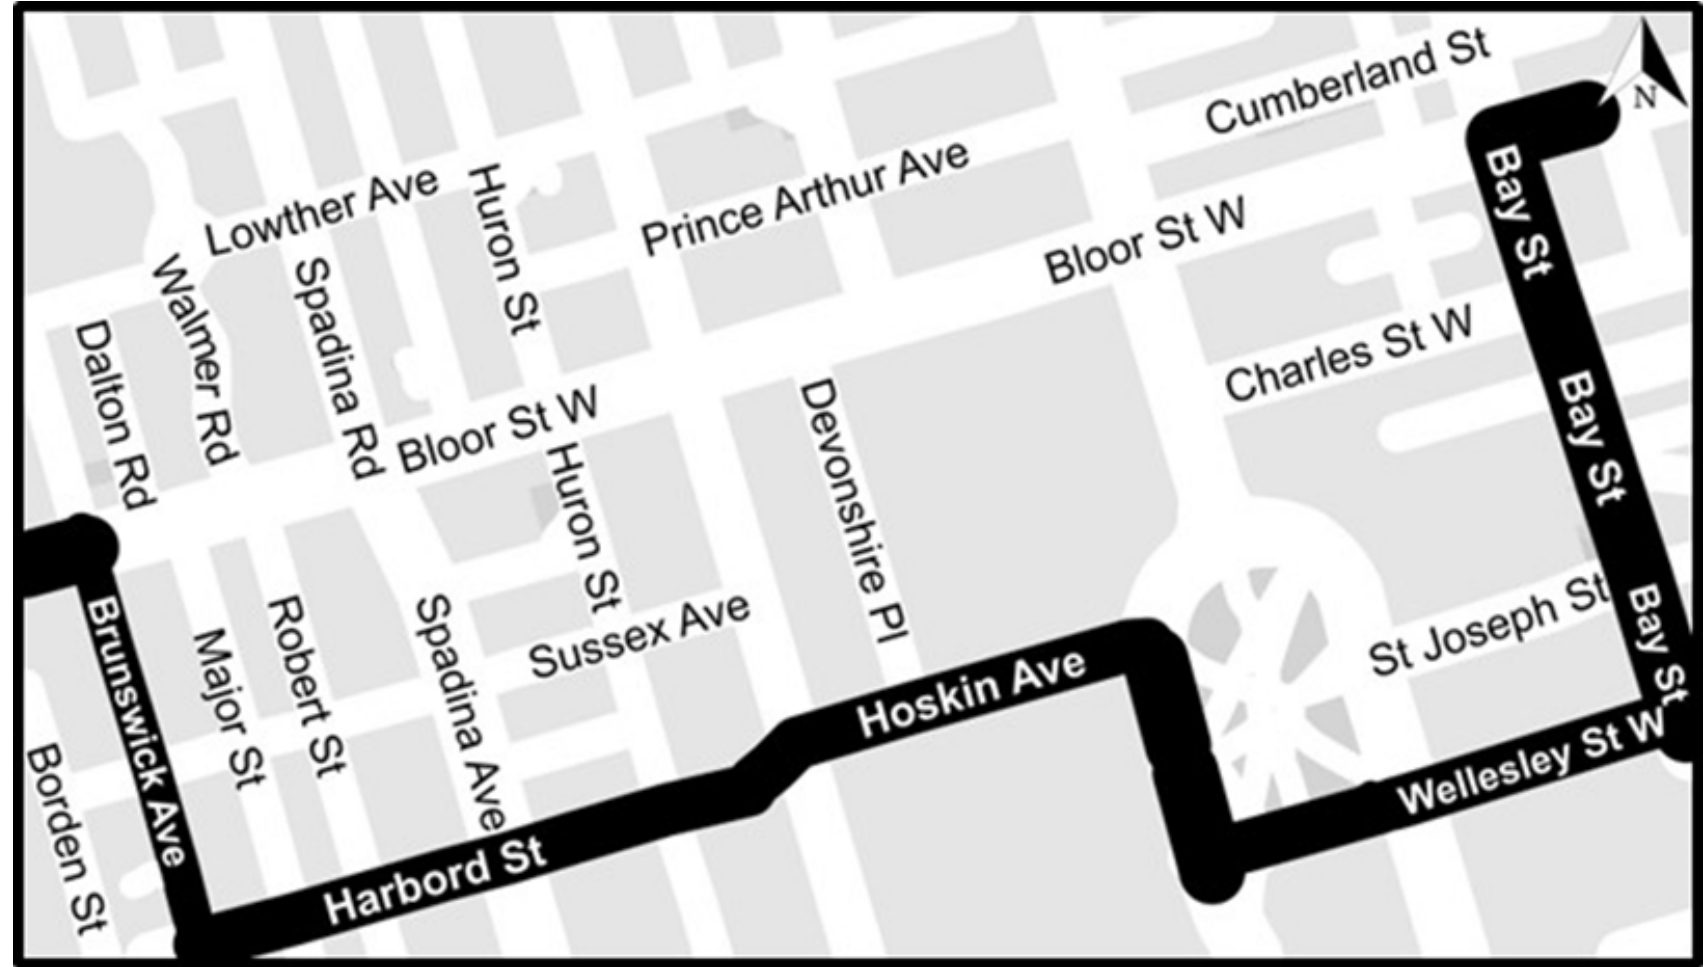 Cumberland St
N
Bay St
Prince Arthur Ave
Lowther Ave
Huron St
Bloor St W
Walmer Rd
Spadina Rd
Dalton Rd
Charles St W
Bay St
Bloor St W
Devonshire Pl
Huron St
Bay St
St Joseph St
Sussex Ave
Brunswick Ave
Robert St
Major St
Spadina Ave
Hoskin Ave
Wellesley St W
Borden St
Harbord St